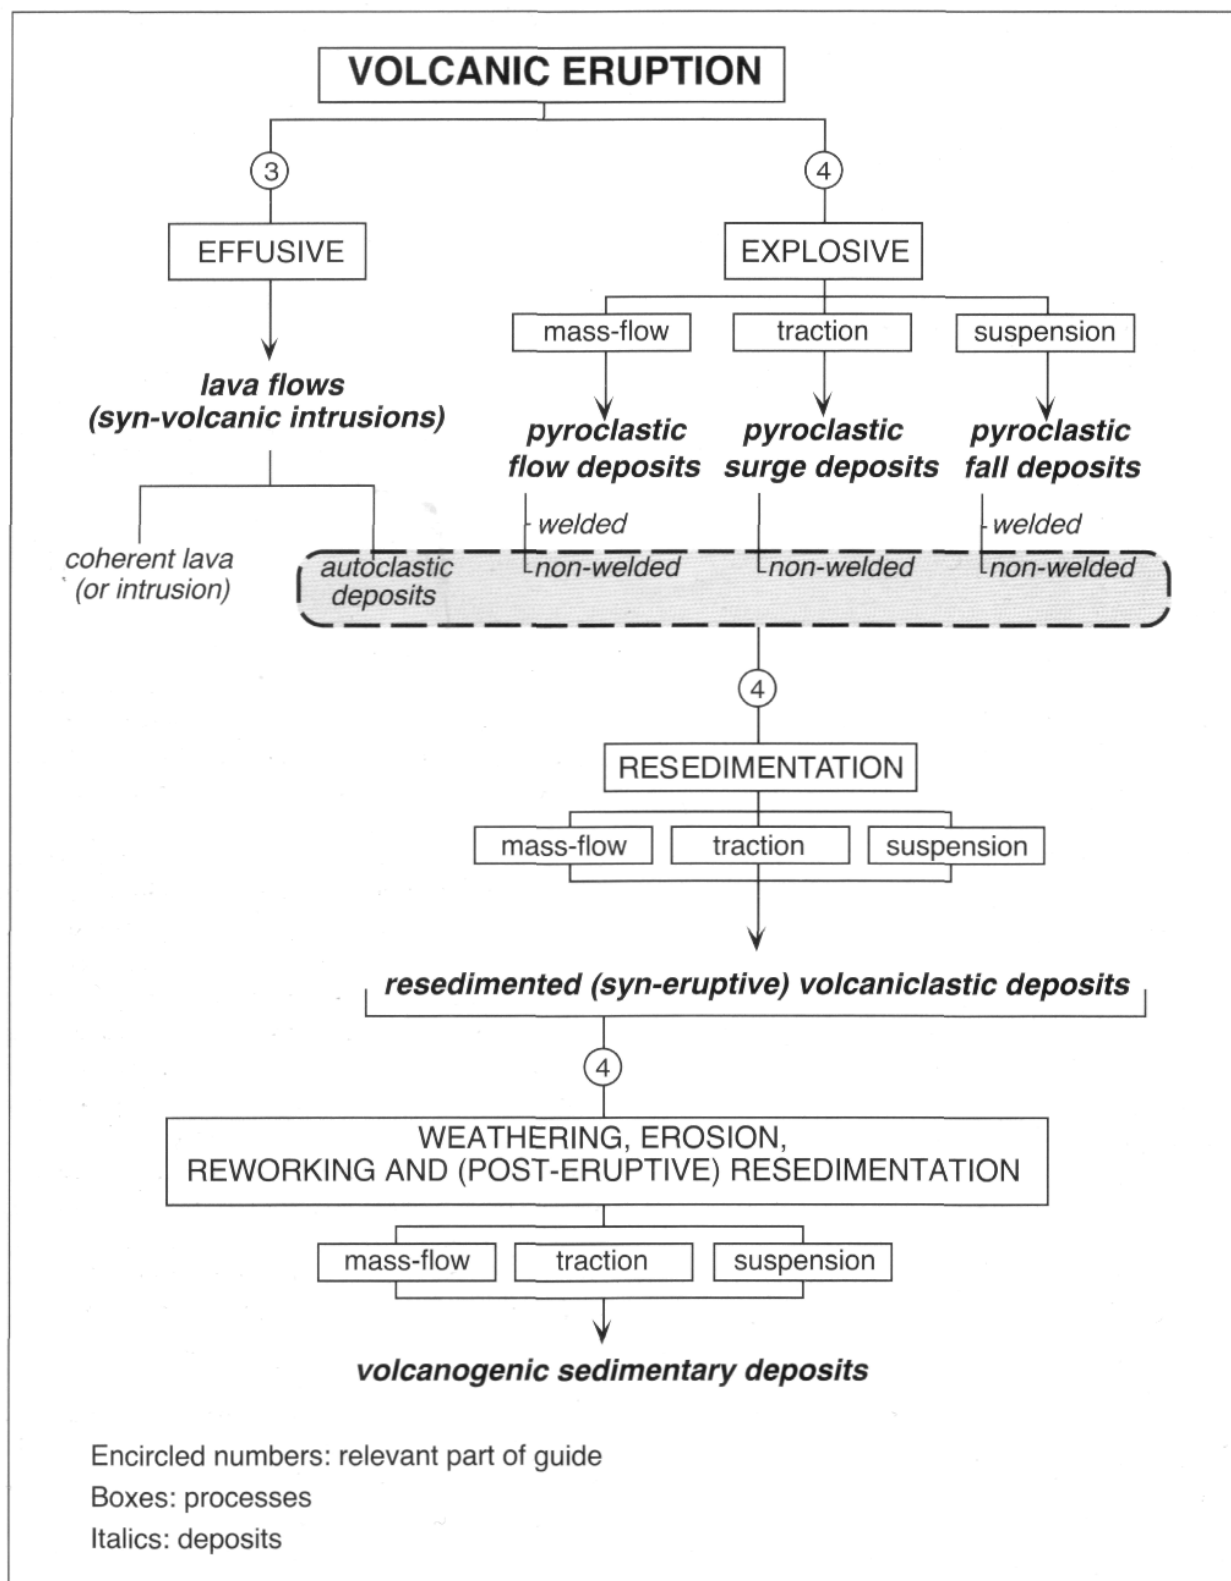 VOLCANIC ERUPTION
3
4
EFFUSIVE
EXPLOSIVE
mass-flow
traction
suspension
lava flows
(syn-volcanic intrusions)
pyroclastic
flow deposits
pyroclastic
surge deposits
pyroclastic
fall deposits
welded
welded
coherent lava
(or intrusion)
autoclastic
deposits
non-welded
non-welded
non-welded
4
RESEDIMENTATION
mass-flow
traction
suspension
resedimented (syn-eruptive) volcaniclastic deposits
4
WEATHERING, EROSION,
REWORKING AND (POST-ERUPTIVE) RESEDIMENTATION
mass-flow
traction
suspension
volcanogenic sedimentary deposits
Encircled numbers: relevant part of guide
Boxes: processes
Italics: deposits